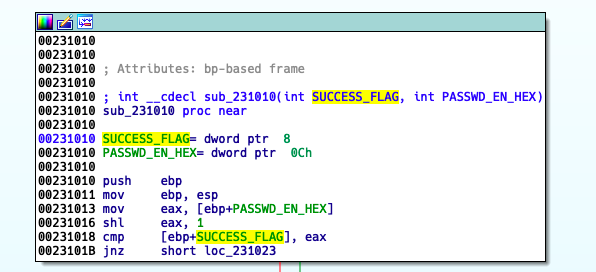 00231010
00231010
00231010 ; Attributes: bp-based frame
00231010
00231010 ; int __cdecl sub_231010(int SUCCESS_FLAG, int PASSWD_EN_HEX)
00231010 sub_231010 proc near
00231010
00231010 SUCCESS_FLAG= dword ptr  8
00231010 PASSWD_EN_HEX= dword ptr  0Ch
00231010
00231010 push    ebp
00231011 mov     ebp, esp
00231013 mov     eax, [ebp+PASSWD_EN_HEX]
00231016 shl     eax, 1
00231018 cmp     [ebp+SUCCESS_FLAG], eax
0023101B jnz     short loc_231023